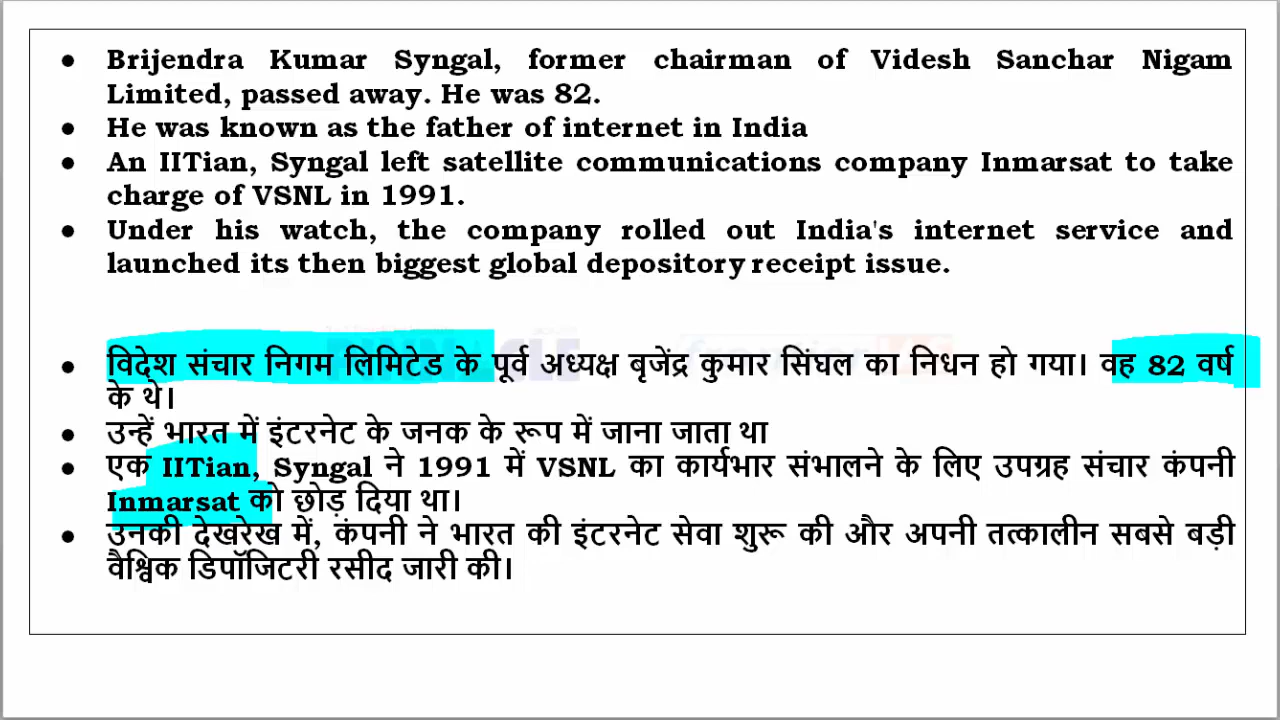 ● Brijendra Kumar Syngal, former chairman of Videsh Sanchar Nigam
Limited, passed away. He was 82.
● He was known as the father of internet in India
● An IITian, Syngal left satellite communications company Inmarsat to take
charge of VSNL in 1991.
● Under his watch, the company rolled out India's internet service and
launched its then biggest global depository receipt issue.
● विदेश संचार निगम लिमिटेड के पूर्व अध्यक्ष बृजेंद्र कुमार सिंघल का निधन हो गया। वह 82 वर्ष
के थे।
● उन्हें भारत में इंटरनेट के जनक के रूप में जाना जाता था
● एक IITian, Syngal ने 1991 में VSNL का कार्यभार संभालने के लिए उपग्रह संचार कंपनी
Inmarsat को छोड़ दिया था।
● उनकी देखरेख में, कंपनी ने भारत की इंटरनेट सेवा शुरू की और अपनी तत्कालीन सबसे बड़ी
वैश्विक डिपॉजिटरी रसीद जारी की।